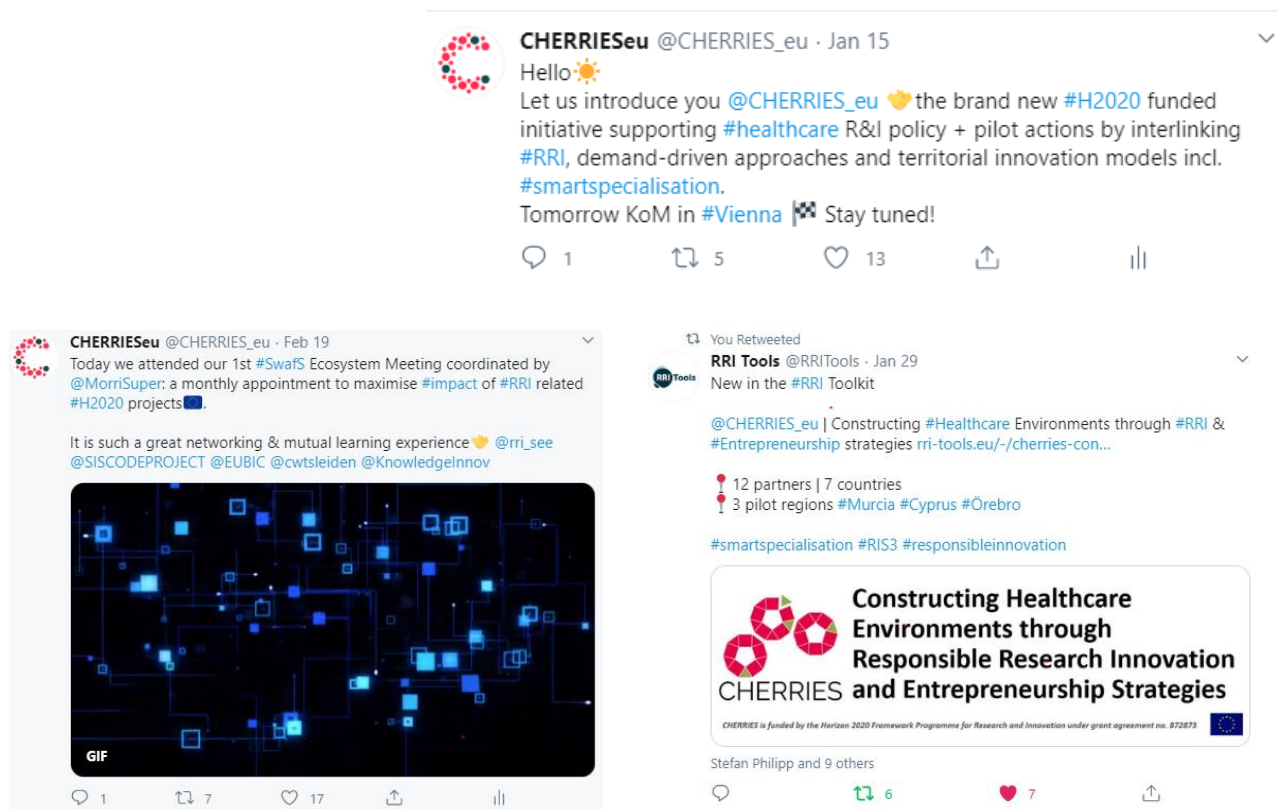 CHERRIESeu @CHERRIES_eu · Jan 15
Hello☀️
Let us introduce you @CHERRIES_eu 🤝the brand new #H2020 funded
initiative supporting #healthcare R&I policy + pilot actions by interlinking
#RRI, demand-driven approaches and territorial innovation models incl.
#smartspecialisation.
Tomorrow KoM in #Vienna 🏁 Stay tuned!
1 5 13
CHERRIESeu @CHERRIES_eu · Feb 19
Today we attended our 1st #SwafS Ecosystem Meeting coordinated by
@MorriSuper: a monthly appointment to maximise #impact of #RRI related
#H2020 projects🇪🇺.
It is such a great networking & mutual learning experience🤝 @rri_see
@SISCODEPROJECT @EUBIC @cwtsleiden @KnowledgeInnov
GIF
1 7 17
You Retweeted
RRI Tools @RRITools · Jan 29
RRI Tools
New in the #RRI Toolkit
@CHERRIES_eu | Constructing #Healthcare Environments through #RRI &
#Entrepreneurship strategies rri-tools.eu/-/cherries-con...
📍 12 partners | 7 countries
📍 3 pilot regions #Murcia #Cyprus #Örebro
#smartspecialisation #RIS3 #responsibleinnovation
Constructing Healthcare
Environments through
Responsible Research Innovation
and Entrepreneurship Strategies
CHERRIES
CHERRIES is funded by the Horizon 2020 Framework Programme for Research and Innovation under grant agreement no. 872873
Stefan Philipp and 9 others
6 7